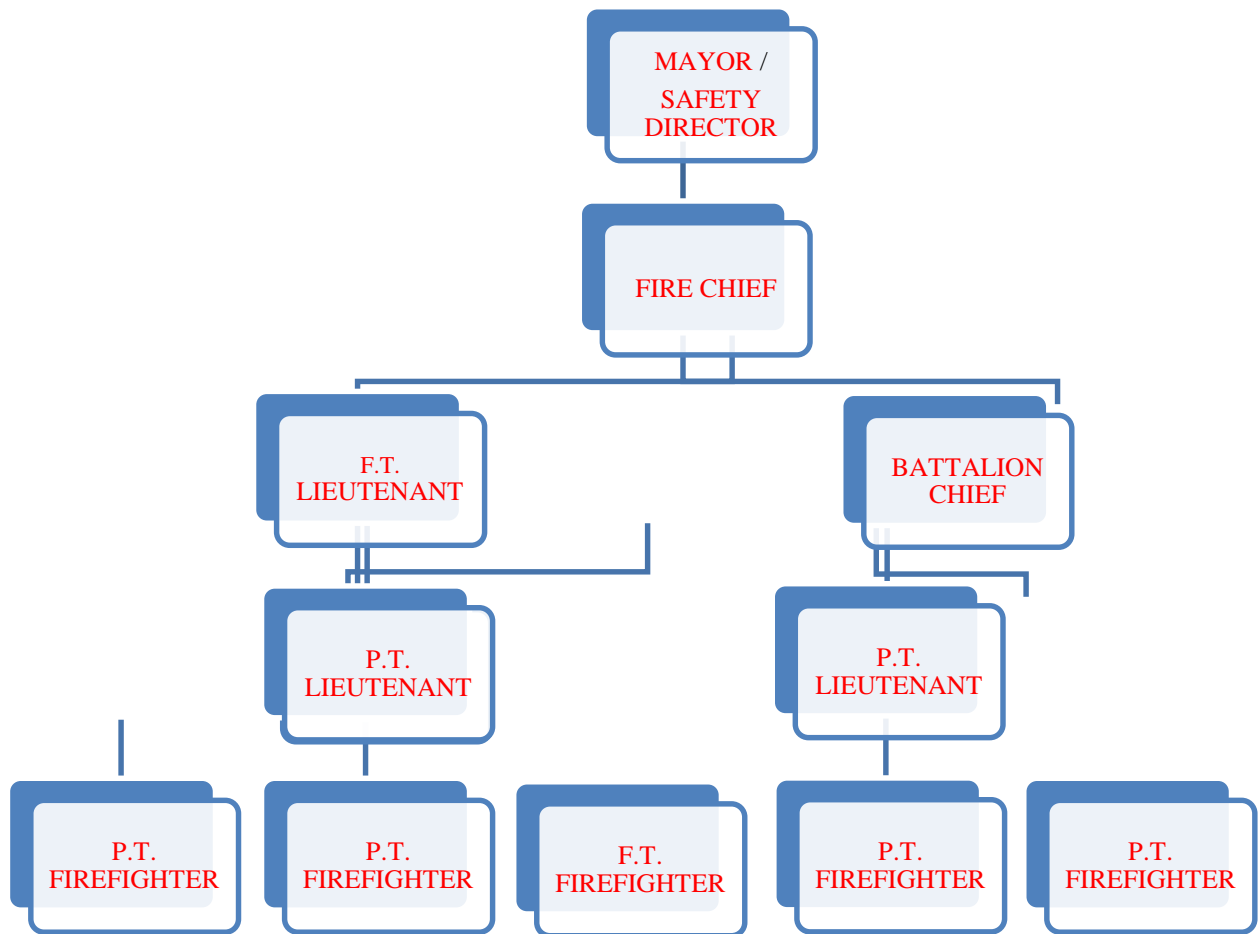 MAYOR /
SAFETY
DIRECTOR
FIRE CHIEF
F.T.
LIEUTENANT
BATTALION
CHIEF
P.T.
LIEUTENANT
P.T.
LIEUTENANT
P.T.
FIREFIGHTER
P.T.
FIREFIGHTER
F.T.
FIREFIGHTER
P.T.
FIREFIGHTER
P.T.
FIREFIGHTER